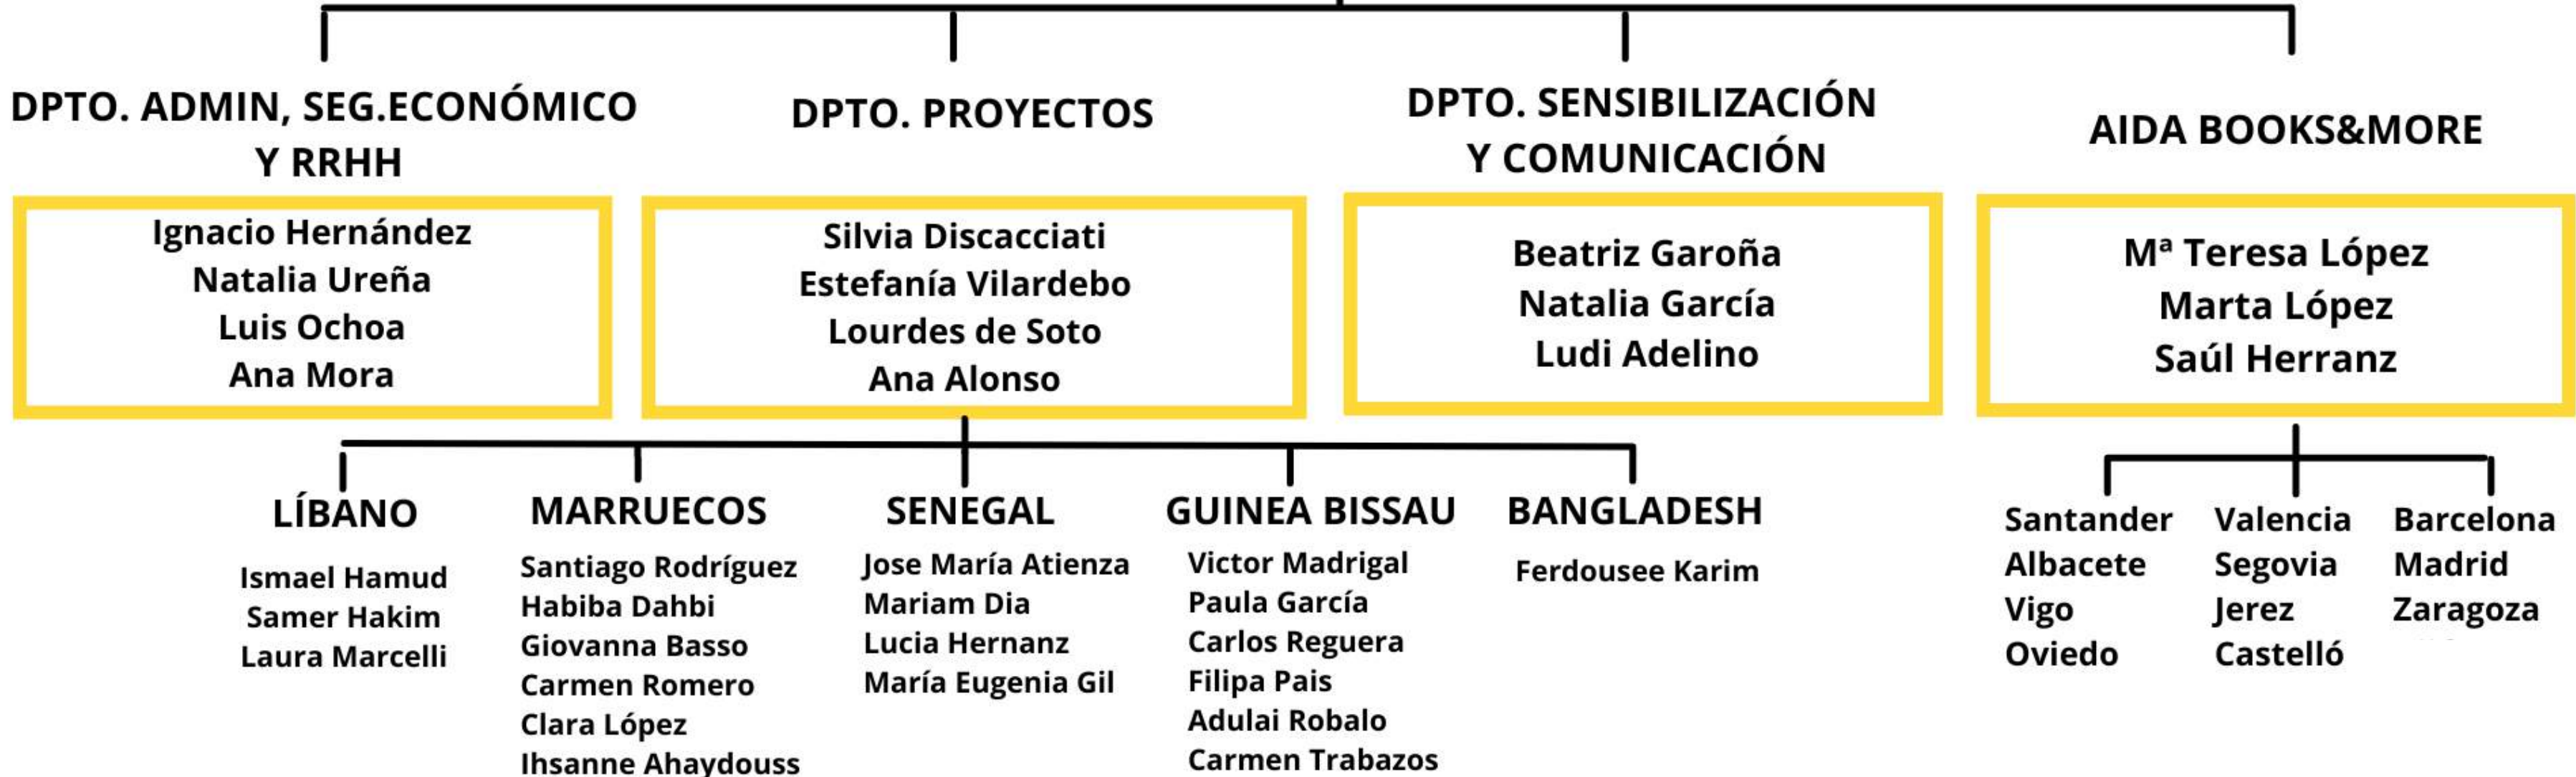 DPTO. ADMIN, SEG.ECONÓMICO
Y RRHH
Ignacio Hernández
Natalia Ureña
Luis Ochoa
Ana Mora
DPTO. PROYECTOS
Silvia Discacciati
Estefanía Vilardebo
Lourdes de Soto
Ana Alonso
DPTO. SENSIBILIZACIÓN
Y COMUNICACIÓN
Beatriz Garoña
Natalia García
Ludi Adelino
AIDA BOOKS&MORE
Mª Teresa López
Marta López
Saúl Herranz
LÍBANO
Ismael Hamud
Samer Hakim
Laura Marcelli
MARRUECOS
Santiago Rodríguez
Habiba Dahbi
Giovanna Basso
Carmen Romero
Clara López
Ihsanne Ahaydouss
SENEGAL
Jose María Atienza
Mariam Dia
Lucia Hernanz
María Eugenia Gil
GUINEA BISSAU
Victor Madrigal
Paula García
Carlos Reguera
Filipa Pais
Adulai Robalo
Carmen Trabazos
BANGLADESH
Ferdousee Karim
Santander
Albacete
Vigo
Oviedo
Valencia
Segovia
Jerez
Castelló
Barcelona
Madrid
Zaragoza